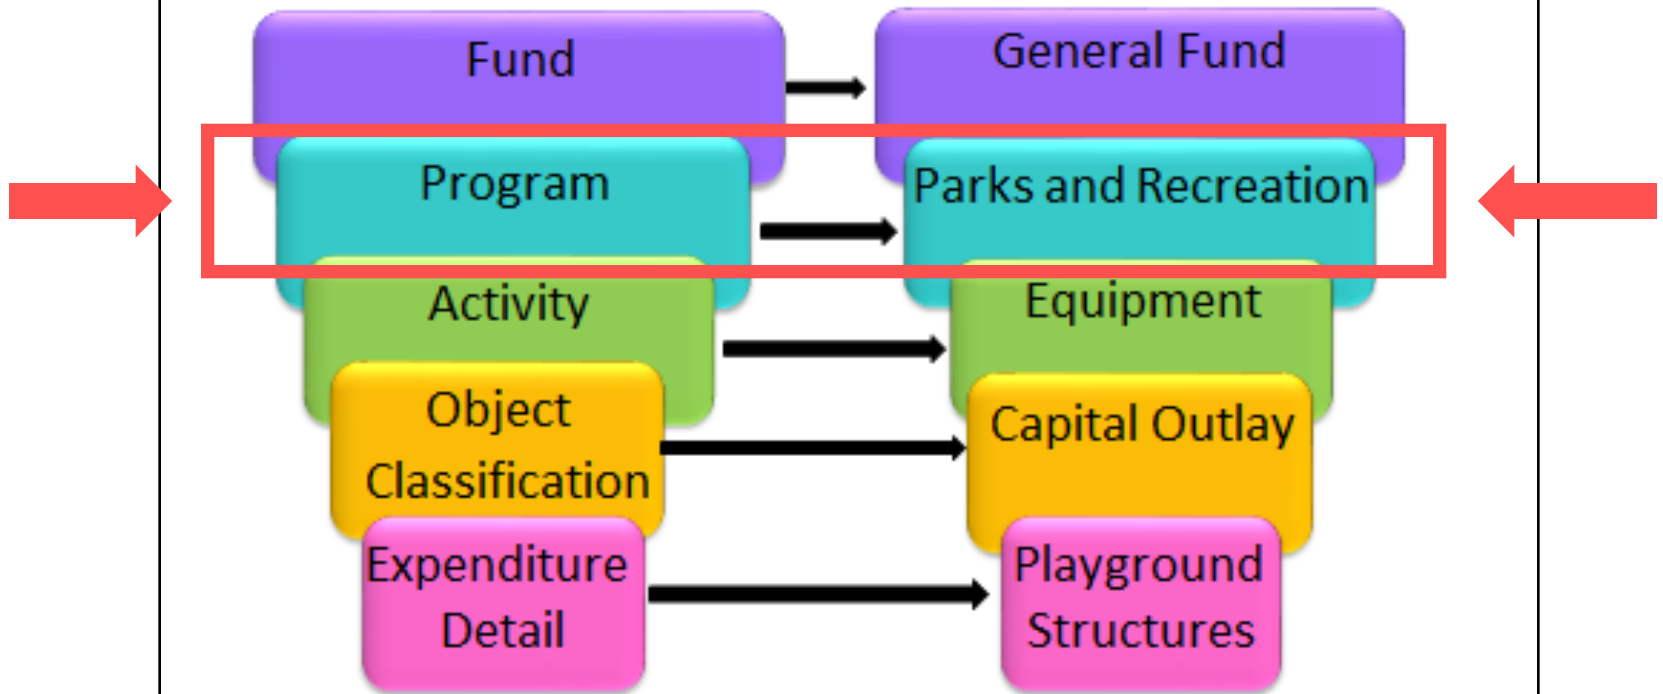 Fund
General Fund
Program
Parks and Recreation
Activity
Equipment
Object
Classification
Capital Outlay
Expenditure
Detail
Playground
Structures